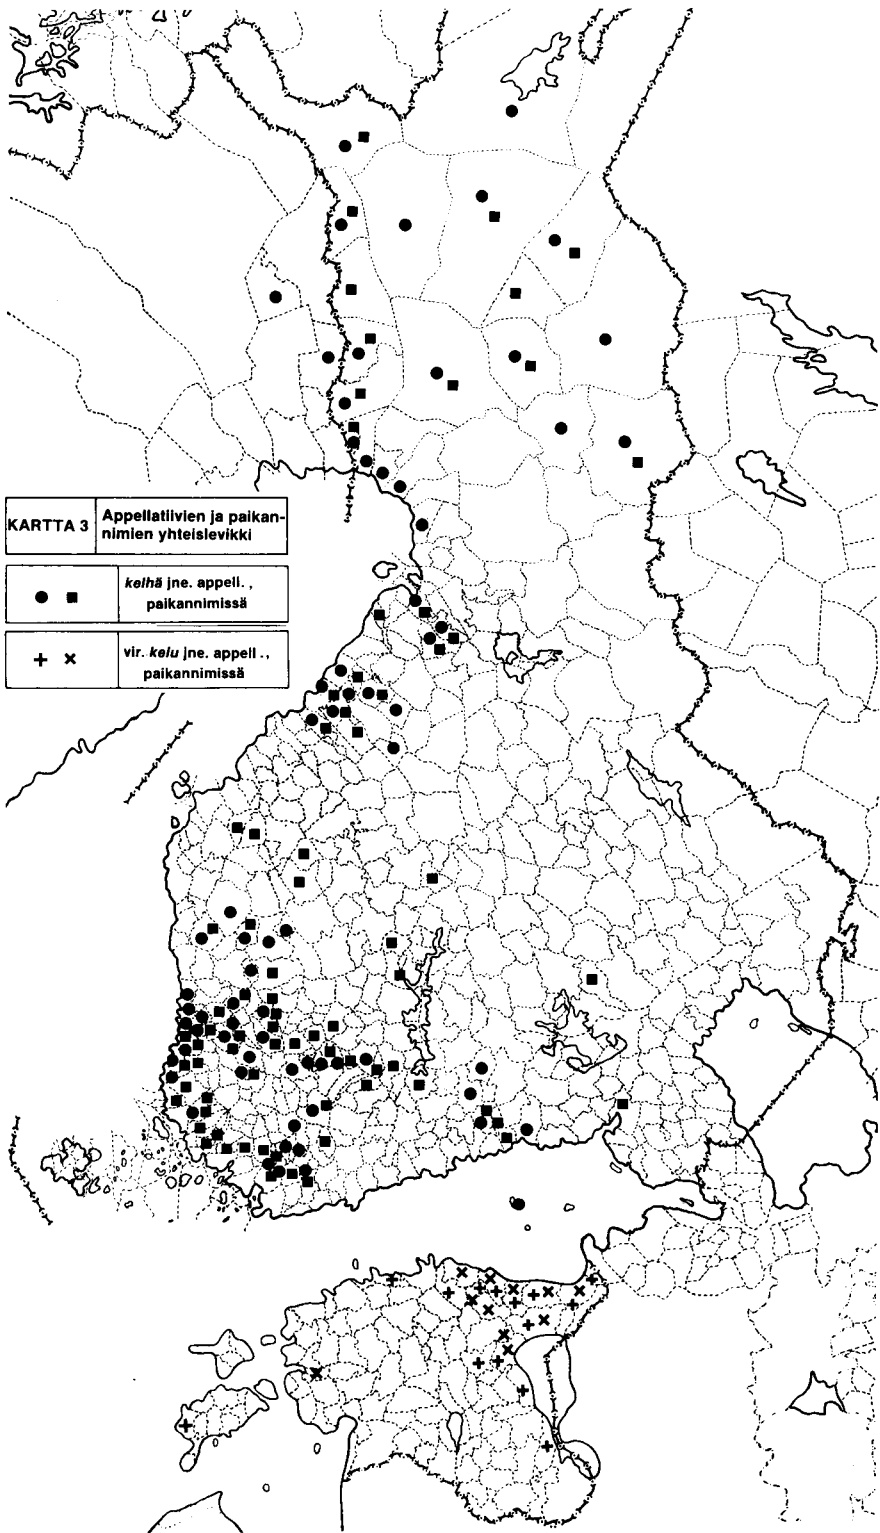 KARTTA 3
Appellatiivien ja paikan-
nimien yhteislevikki
kelhä jne. appell.,
paikannimissä
vir. kelu jne. appell.,
paikannimissä